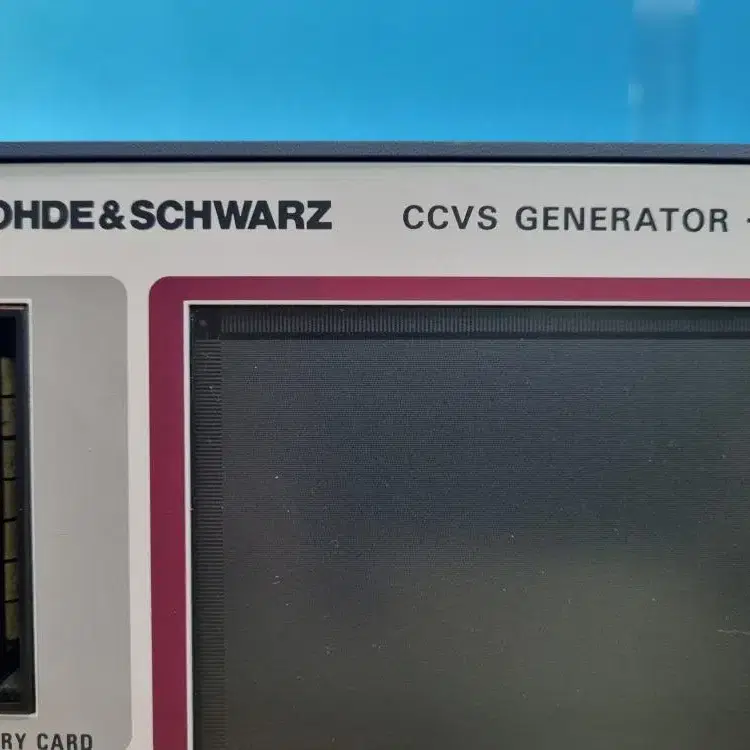 OHDE&SCHWARZ CCVS GENERATOR
RY CARD